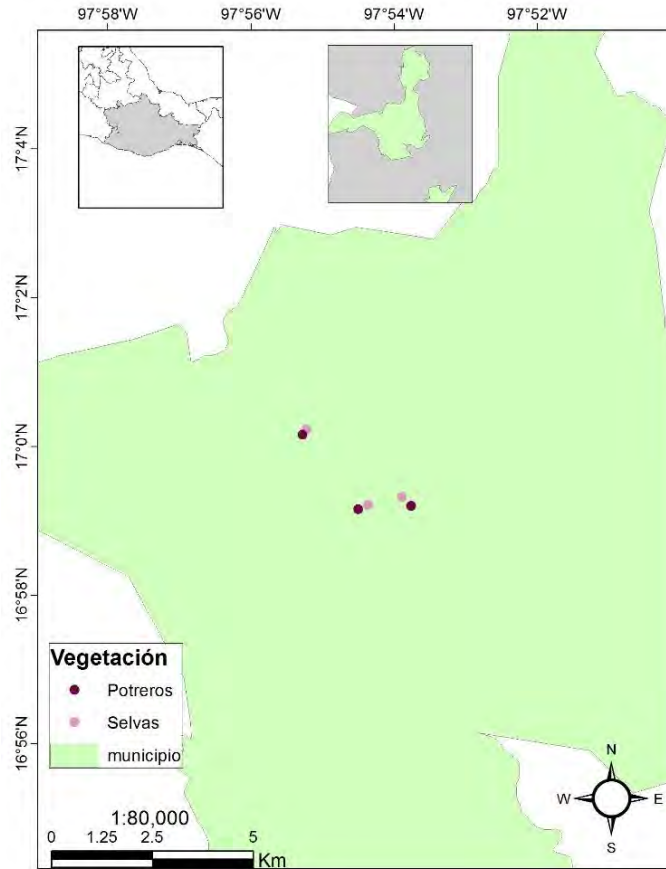 97°58'W 97°56'W 97°54'W 97°52'W
17°4'N
17°2'N
17°0'N
16°58'N
16°56'N
Vegetación
Potreros
Selvas
municipio
1:80,000
0 1.25 2.5 5
Km
N
W E
S